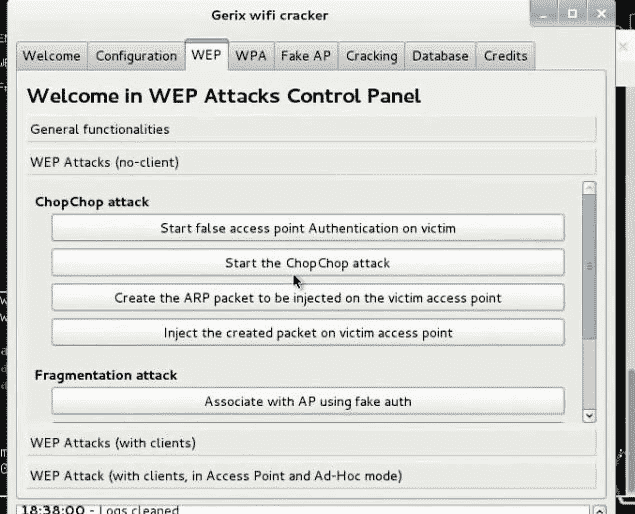 Gerix wifi cracker
Welcome Configuration WEP WPA Fake AP Cracking Database Credits
Welcome in WEP Attacks Control Panel
General functionalities
WEP Attacks (no-client)
ChopChop attack
Start false access point Authentication on victim
Start the ChopChop attack
Create the ARP packet to be injected on the victim access point
Inject the created packet on victim access point
Fragmentation attack
Associate with AP using fake auth
WEP Attacks (with clients)
WEP Attack (with clients, in Access Point and Ad-Hoc mode)
18:38:00 - Logs cleaned